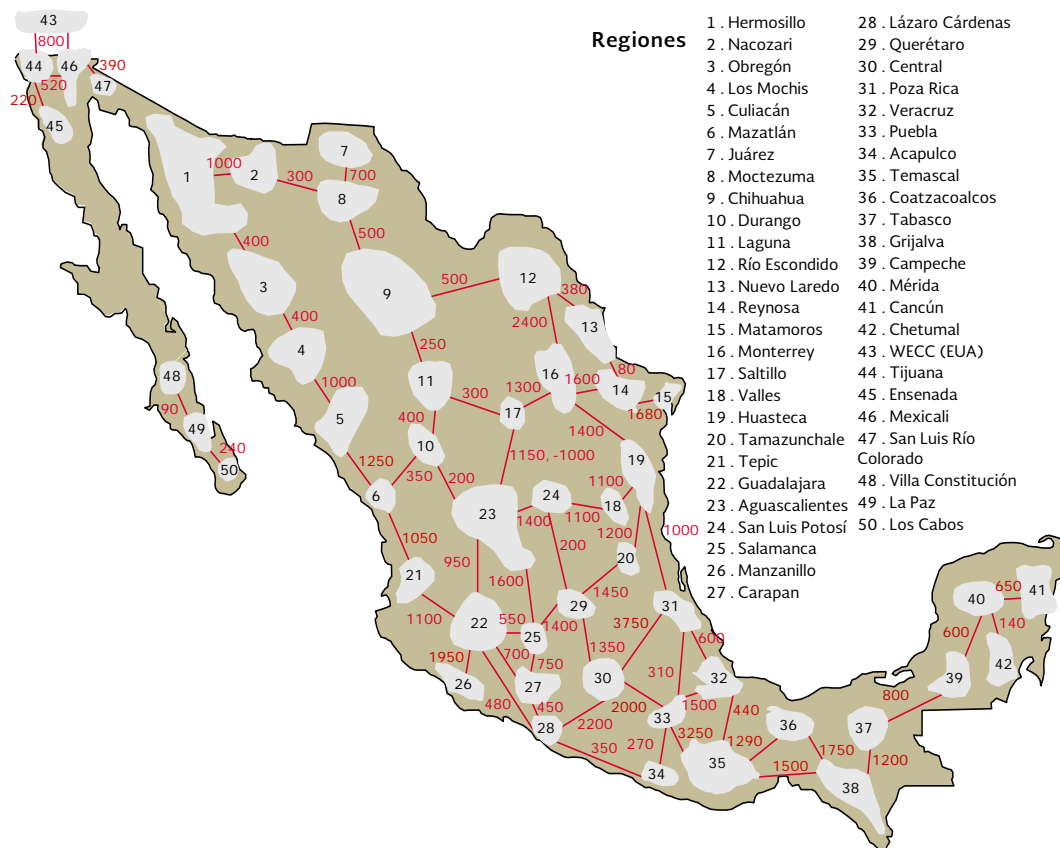 Regiones
1 . Hermosillo
2 . Nacozari
3 . Obregón
4 . Los Mochis
5 . Culiacán
6 . Mazatlán
7 . Juárez
8 . Moctezuma
9 . Chihuahua
10 . Durango
11 . Laguna
12 . Río Escondido
13 . Nuevo Laredo
14 . Reynosa
15 . Matamoros
16 . Monterrey
17 . Saltillo
18 . Valles
19 . Huasteca
20 . Tamazunchale
21 . Tepic
22 . Guadalajara
23 . Aguascalientes
24 . San Luis Potosí
25 . Salamanca
26 . Manzanillo
27 . Carapan
28 . Lázaro Cárdenas
29 . Querétaro
30 . Central
31 . Poza Rica
32 . Veracruz
33 . Puebla
34 . Acapulco
35 . Temascal
36 . Coatzacoalcos
37 . Tabasco
38 . Grijalva
39 . Campeche
40 . Mérida
41 . Cancún
42 . Chetumal
43 . WECC (EUA)
44 . Tijuana
45 . Ensenada
46 . Mexicali
47 . San Luis Río
Colorado
48 . Villa Constitución
49 . La Paz
50 . Los Cabos
43
800
44
46
390
520
47
220
45
7
1000
2
300
700
1
8
400
500
3
9
500
12
380
2400
13
400
4
250
80
48
11
16
1600
14
1300
15
1000
300
17
1680
90
5
400
1400
49
240
10
50
1250
350
200
1150, -1000
19
6
1100
24
23
1400
1100
18
1200
1000
1050
950
200
20
21
1600
1450
650
40
41
1100
22
550
1400
29
3750
31
140
25
600
600
1950
700
750
1350
42
26
27
30
310
32
39
800
480
450
2000
1500
440
28
2200
33
36
37
350
270
3250
1290
1750
1200
34
35
1500
38